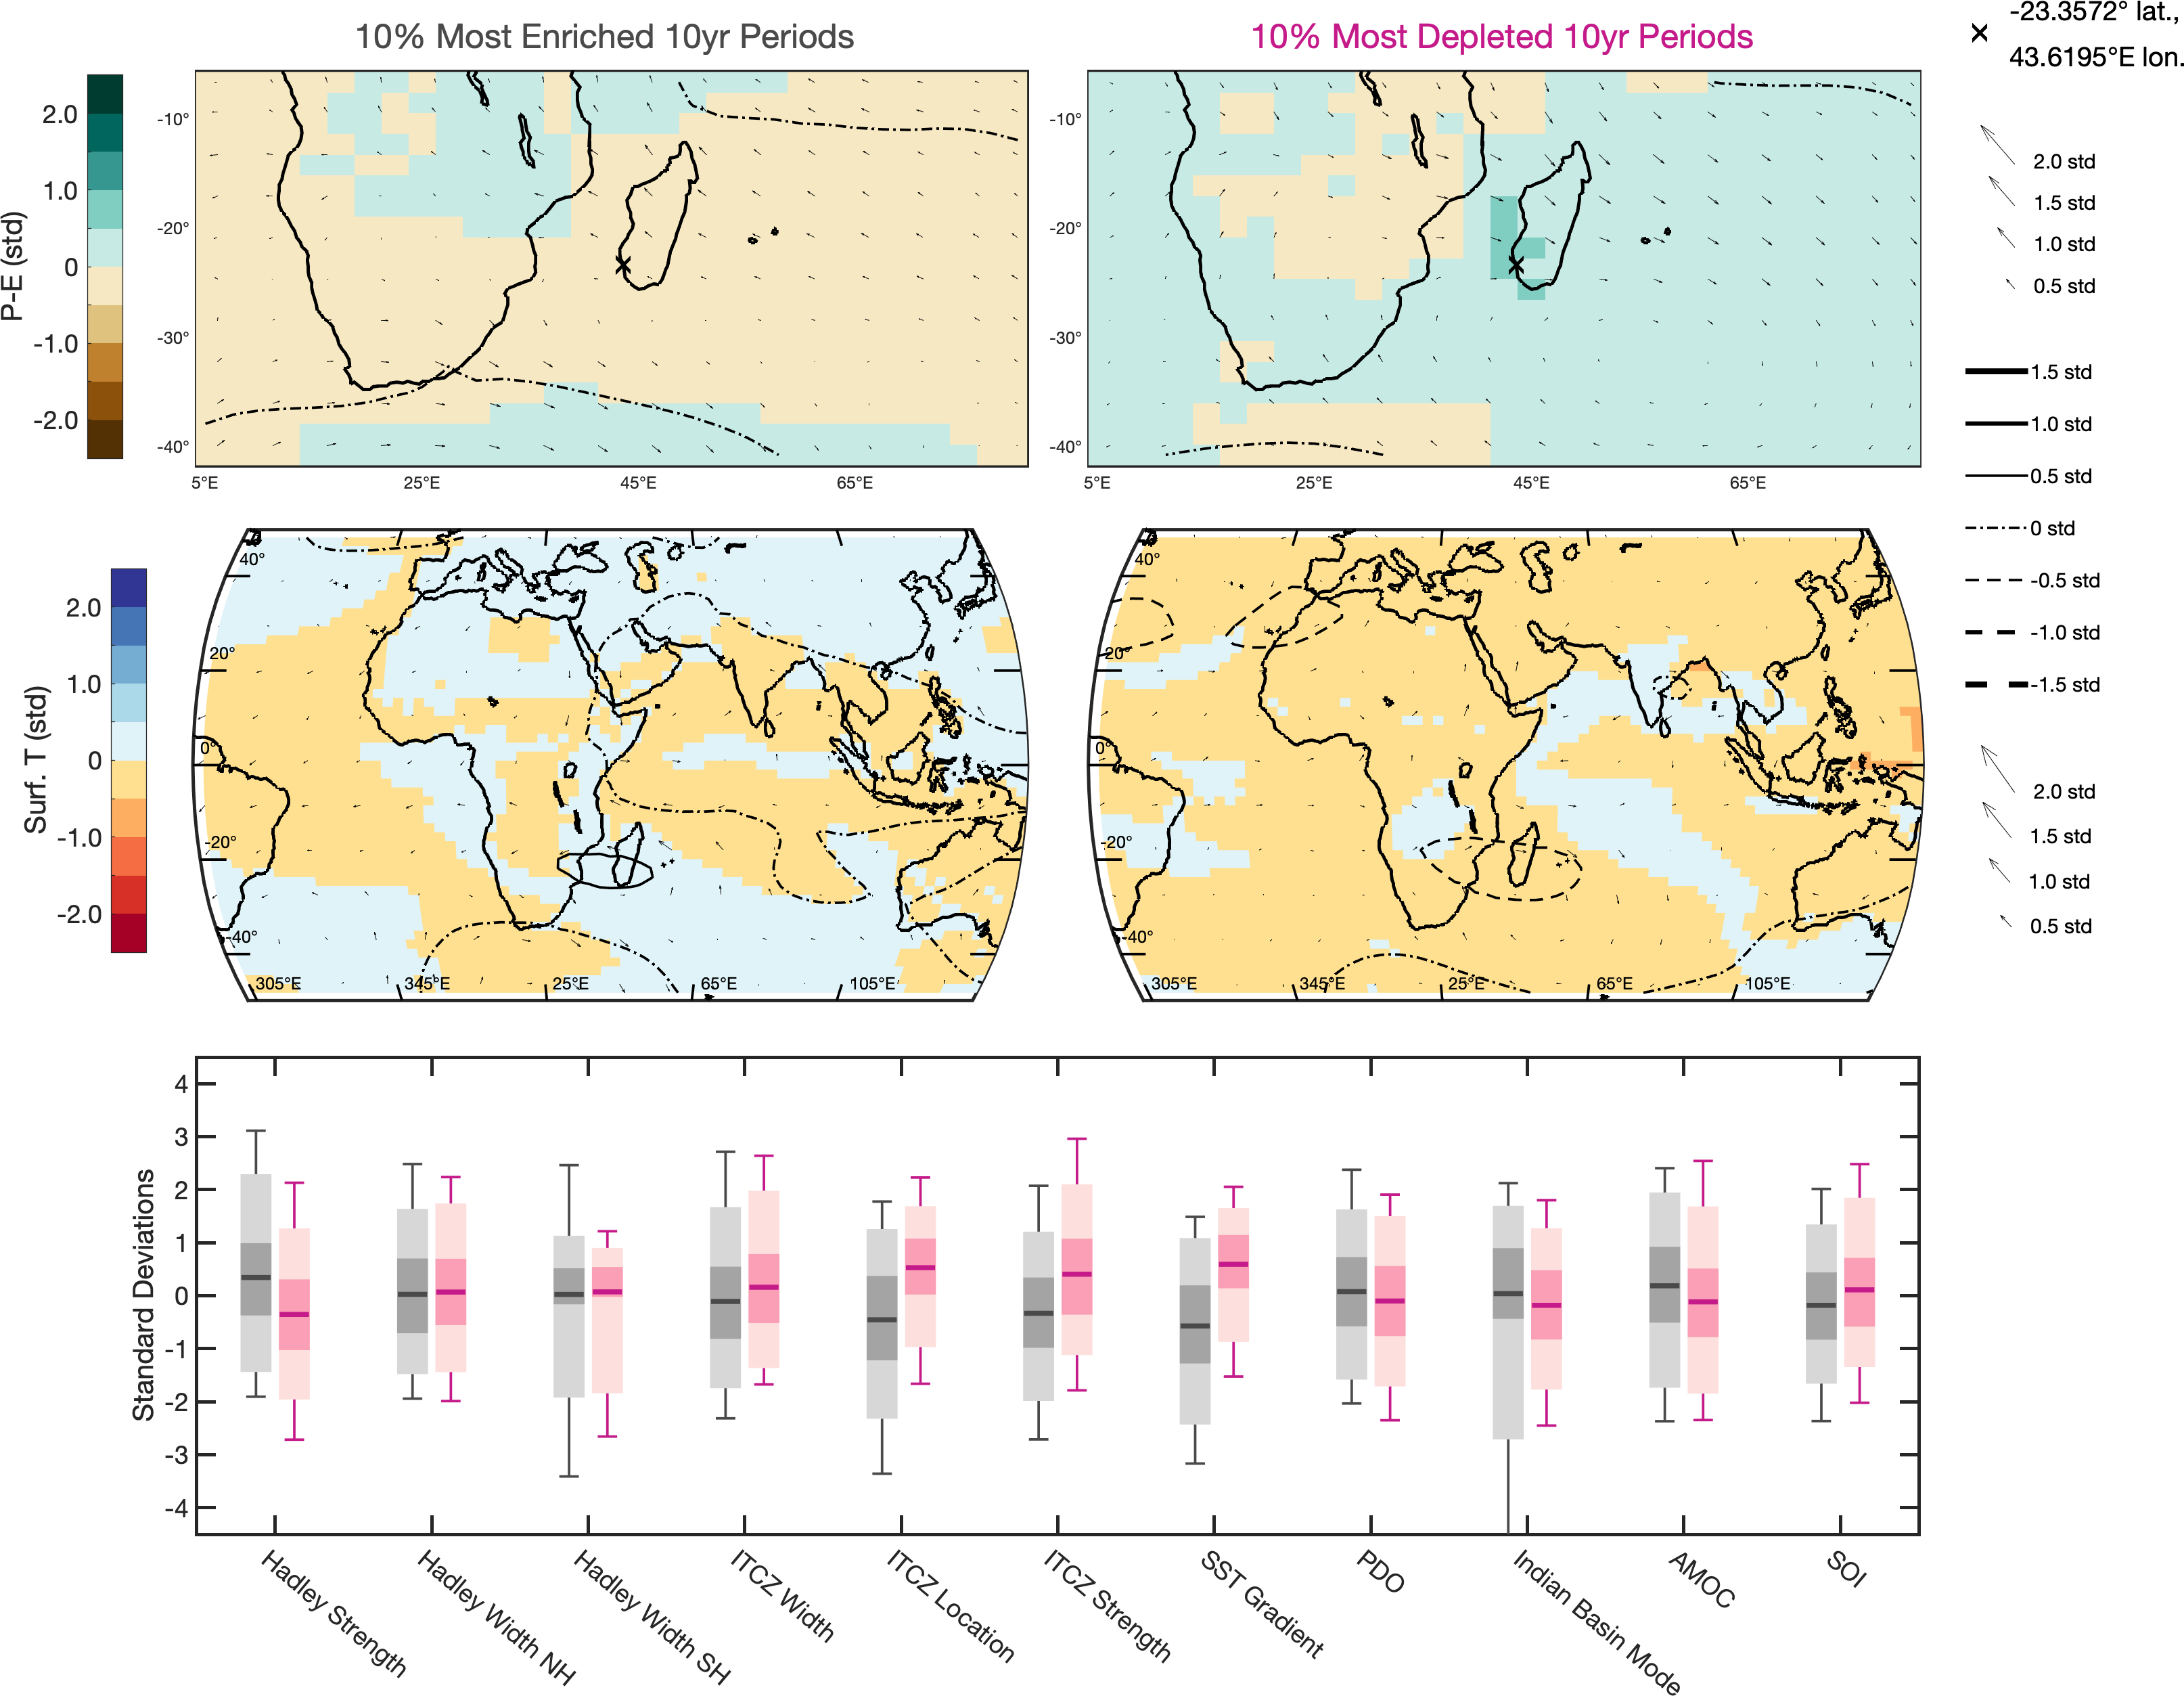 10% Most Enriched 10yr Periods
10% Most Depleted 10yr Periods
-23.3572° lat.,
43.6195°E lon.
P-E (std)
2.0
1.0
0
-1.0
-2.0
-10°
-20°
-30°
-40°
5°E 25°E 45°E 65°E
-10°
-20°
-30°
-40°
5°E 25°E 45°E 65°E
2.0 std
1.5 std
1.0 std
0.5 std
1.5 std
1.0 std
0.5 std
0 std
-0.5 std
-1.0 std
-1.5 std
Surf. T (std)
2.0
1.0
0
-1.0
-2.0
40°
20°
0°
-20°
-40°
305°E 345°E 25°E 65°E 105°E
40°
20°
0°
-20°
-40°
305°E 345°E 25°E 65°E 105°E
2.0 std
1.5 std
1.0 std
0.5 std
Standard Deviations
4
3
2
1
0
-1
-2
-3
-4
Hadley Strength
Hadley Width NH
Hadley Width SH
ITCZ Width
ITCZ Location
ITCZ Strength
SST Gradient
PDO
Indian Basin Mode
AMOC
SOI